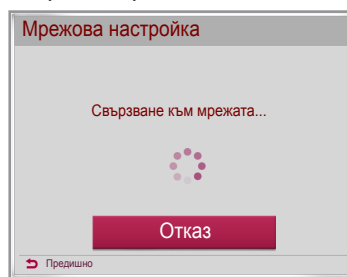 Мрежова настройка
Свързване към мрежата...
Отказ
Предишно